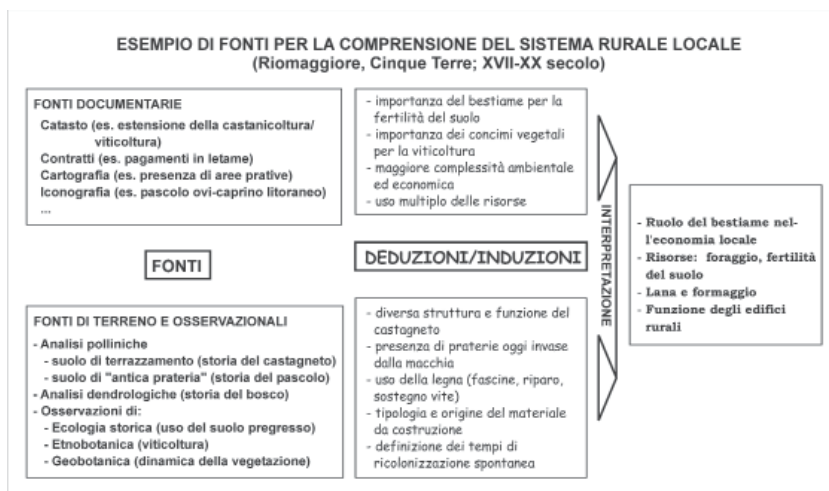 ESEMPIO DI FONTI PER LA COMPRENSIONE DEL SISTEMA RURALE LOCALE
(Riomaggiore, Cinque Terre; XVII-XX secolo)
FONTI DOCUMENTARIE
Catasto (es. estensione della castanicoltura/
viticoltura)
Contratti (es. pagamenti in letame)
Cartografia (es. presenza di aree prative)
Iconografia (es. pascolo ovi-caprino litoraneo)
...
- importanza del bestiame per la
fertilità del suolo
- importanza dei concimi vegetali
per la viticoltura
- maggiore complessità ambientale
ed economica
- uso multiplo delle risorse
FONTI
DEDUZIONI/INDUZIONI
INTERPRETAZIONE
- Ruolo del bestiame nel-
l'economia locale
- Risorse: foraggio, fertilità
del suolo
- Lana e formaggio
- Funzione degli edifici
rurali
FONTI DI TERRENO E OSSERVAZIONALI
- Analisi polliniche
- suolo di terrazzamento (storia del castagneto)
- suolo di "antica prateria" (storia del pascolo)
- Analisi dendrologiche (storia del bosco)
- Osservazioni di:
- Ecologia storica (uso del suolo pregresso)
- Etnobotanica (viticoltura)
- Geobotanica (dinamica della vegetazione)
- diversa struttura e funzione del
castagneto
- presenza di praterie oggi invase
dalla macchia
- uso della legna (fascine, riparo,
sostegno vite)
- tipologia e origine del materiale
da costruzione
- definizione dei tempi di
ricolonizzazione spontanea